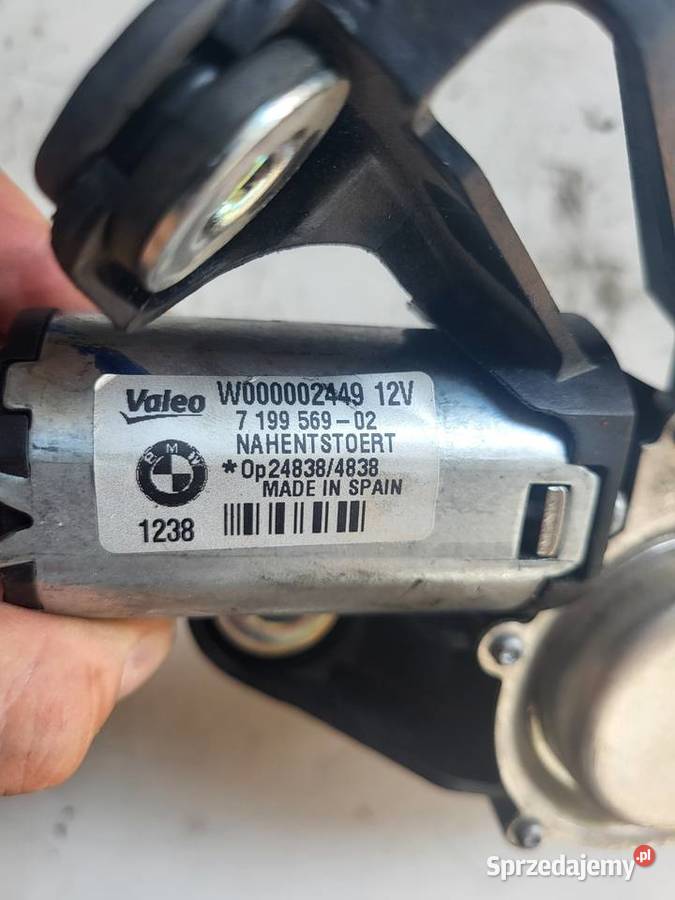 Valeo W000002449 12V
7 199 569-02
NAHENTSTOERT
BMW *Op24838/4838
MADE IN SPAIN
1238
Sprzedajemy.pl